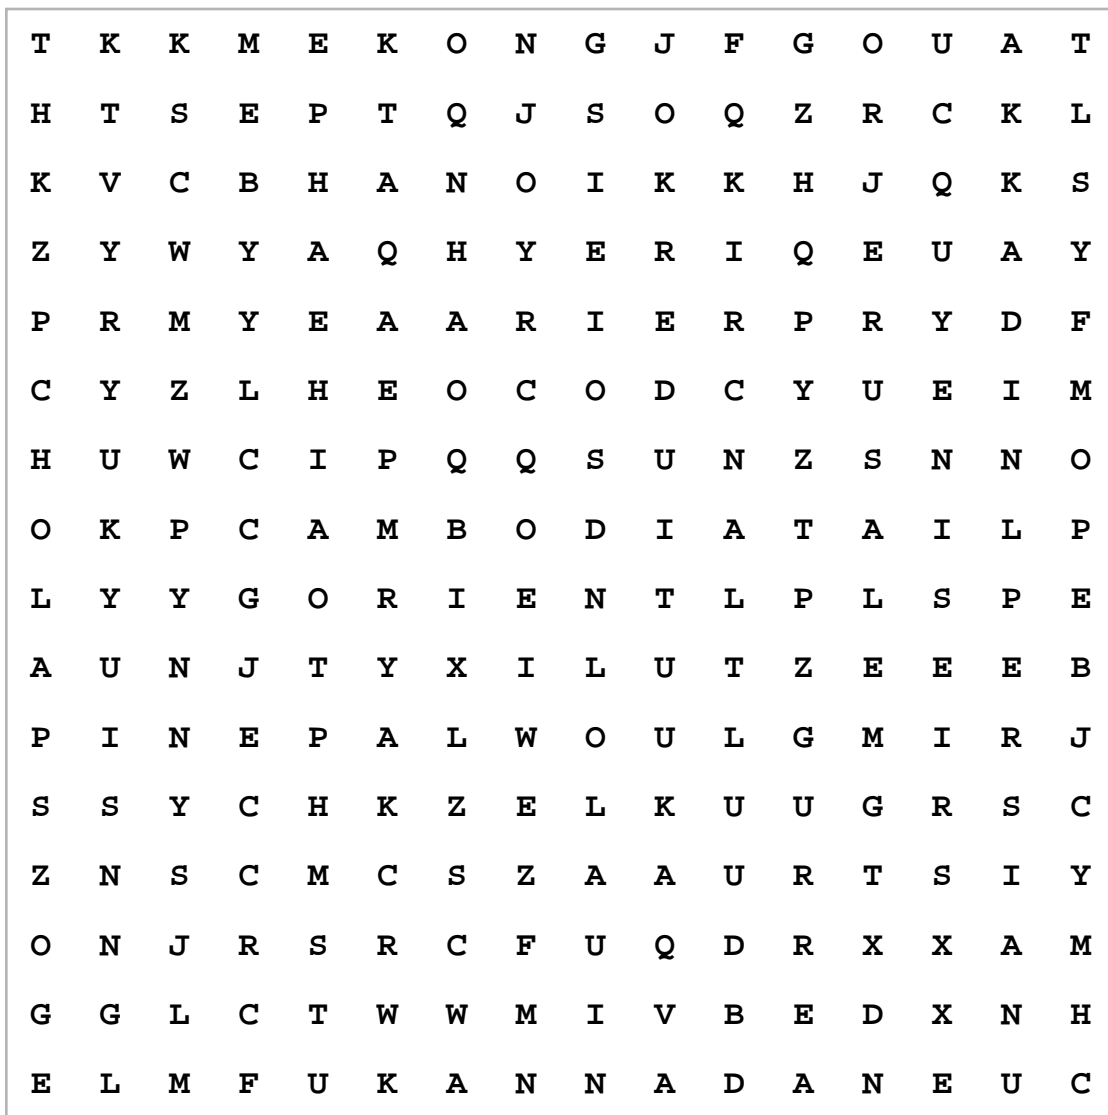 T K K M E K O N G J F G O U A T
H T S E P T Q J S O Q Z R C K L
K V C B H A N O I K K H J Q K S
Z Y W Y A Q H Y E R I Q E U A Y
P R M Y E A A R I E R P R Y D F
C Y Z L H E O C O D C Y U E I M
H U W C I P Q Q S U N Z S N N O
O K P C A M B O D I A T A I L P
L Y Y G O R I E N T L P L S P E
A U N J T Y X I L U T Z E E E B
P I N E P A L W O U L G M I R J
S S Y C H K Z E L K U U G R S C
Z N S C M C S Z A A U R T S I Y
O N J R S R C F U Q D R X X A M
G G L C T W W M I V B E D X N H
E L M F U K A N N A D A N E U C